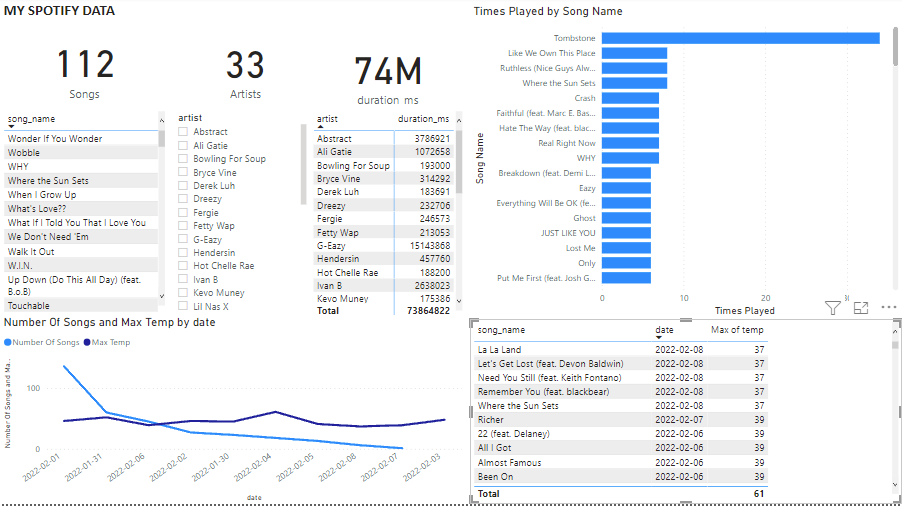 MY SPOTIFY DATA
112
Songs
33
Artists
74M
duration ms
song_name
Wonder If You Wonder
Wobble
WHY
Where the Sun Sets
When I Grow Up
What's Love??
What If I Told You That I Love You
We Don't Need 'Em
Walk It Out
W.I.N.
Up Down (Do This All Day) (feat.
B.o.B)
Touchable
artist
Abstract
Ali Gatie
Bowling For Soup
Bryce Vine
Derek Luh
Dreezy
Fergie
Fetty Wap
G-Eazy
Hendersin
Hot Chelle Rae
Ivan B
Kevo Muney
Lil Nas X
artist duration_ms
Abstract 3786921
Ali Gatie 1072658
Bowling For Soup 193000
Bryce Vine 314292
Derek Luh 183691
Dreezy 232706
Fergie 246573
Fetty Wap 213053
G-Eazy 15143868
Hendersin 457760
Hot Chelle Rae 188200
Ivan B 2638023
Kevo Muney 175386
Total 73864822
Times Played by Song Name
Song Name
Tombstone
Like We Own This Place
Ruthless (Nice Guys Alw...
Where the Sun Sets
Crash
Faithful (feat. Marc E. Bas...
Hate The Way (feat. blac...
Real Right Now
WHY
Breakdown (feat. Demi L...
Eazy
Everything Will Be OK (fe...
Ghost
JUST LIKE YOU
Lost Me
Only
Put Me First (feat. Josh G...
0 10 20 30
Times Played
Number Of Songs and Max Temp by date
Number Of Songs Max Temp
Number Of Songs and Ma...
100
0
2022-02-01 2022-01-31 2022-02-06 2022-02-02 2022-01-30 2022-02-04 2022-02-05 2022-02-08 2022-02-07 2022-02-03
date
song_name date Max of temp
La La Land 2022-02-08 37
Let's Get Lost (feat. Devon Baldwin) 2022-02-08 37
Need You Still (feat. Keith Fontano) 2022-02-08 37
Remember You (feat. blackbear) 2022-02-08 37
Where the Sun Sets 2022-02-08 37
Richer 2022-02-07 39
22 (feat. Delaney) 2022-02-06 39
All I Got 2022-02-06 39
Almost Famous 2022-02-06 39
Been On 2022-02-06 39
Total 61